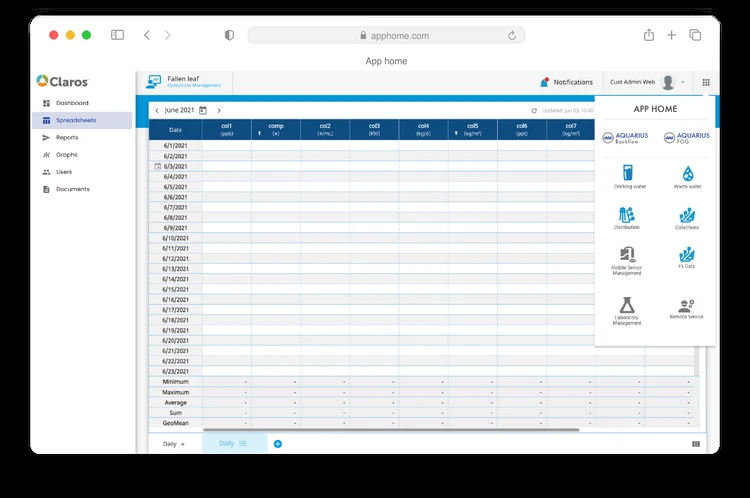 apphome.com
App home
Claros
Fallen leaf
Operations Management
Notifications
Cust Admin Web
Dashboard
Spreadsheets
Reports
Graphs
Users
Documents
June 2021
Updated: Jun 03, 10:40
Date
col1
(ppb)
comp
(#)
col2
(#/mL)
col3
(KW)
col4
(kg/d)
col5
(kg/m³)
col6
(ppt)
col7
(kg/m³)
6/1/2021
6/2/2021
6/3/2021
6/4/2021
6/5/2021
6/6/2021
6/7/2021
6/8/2021
6/9/2021
6/10/2021
6/11/2021
6/12/2021
6/13/2021
6/14/2021
6/15/2021
6/16/2021
6/17/2021
6/18/2021
6/19/2021
6/20/2021
6/21/2021
6/22/2021
6/23/2021
Minimum - - - - - - - - - -
Maximum - - - - - - - - - -
Average - - - - - - - - - -
Sum - - - - - - - - - -
GeoMean - - - - - - - - - -
Daily
Daily
APP HOME
AQUARIUS
Backflow
AQUARIUS
FOG
Drinking water
Waste water
Distribution
Collections
Mobile Sensor
Management
FS Data
Laboratory
Management
Remote Service